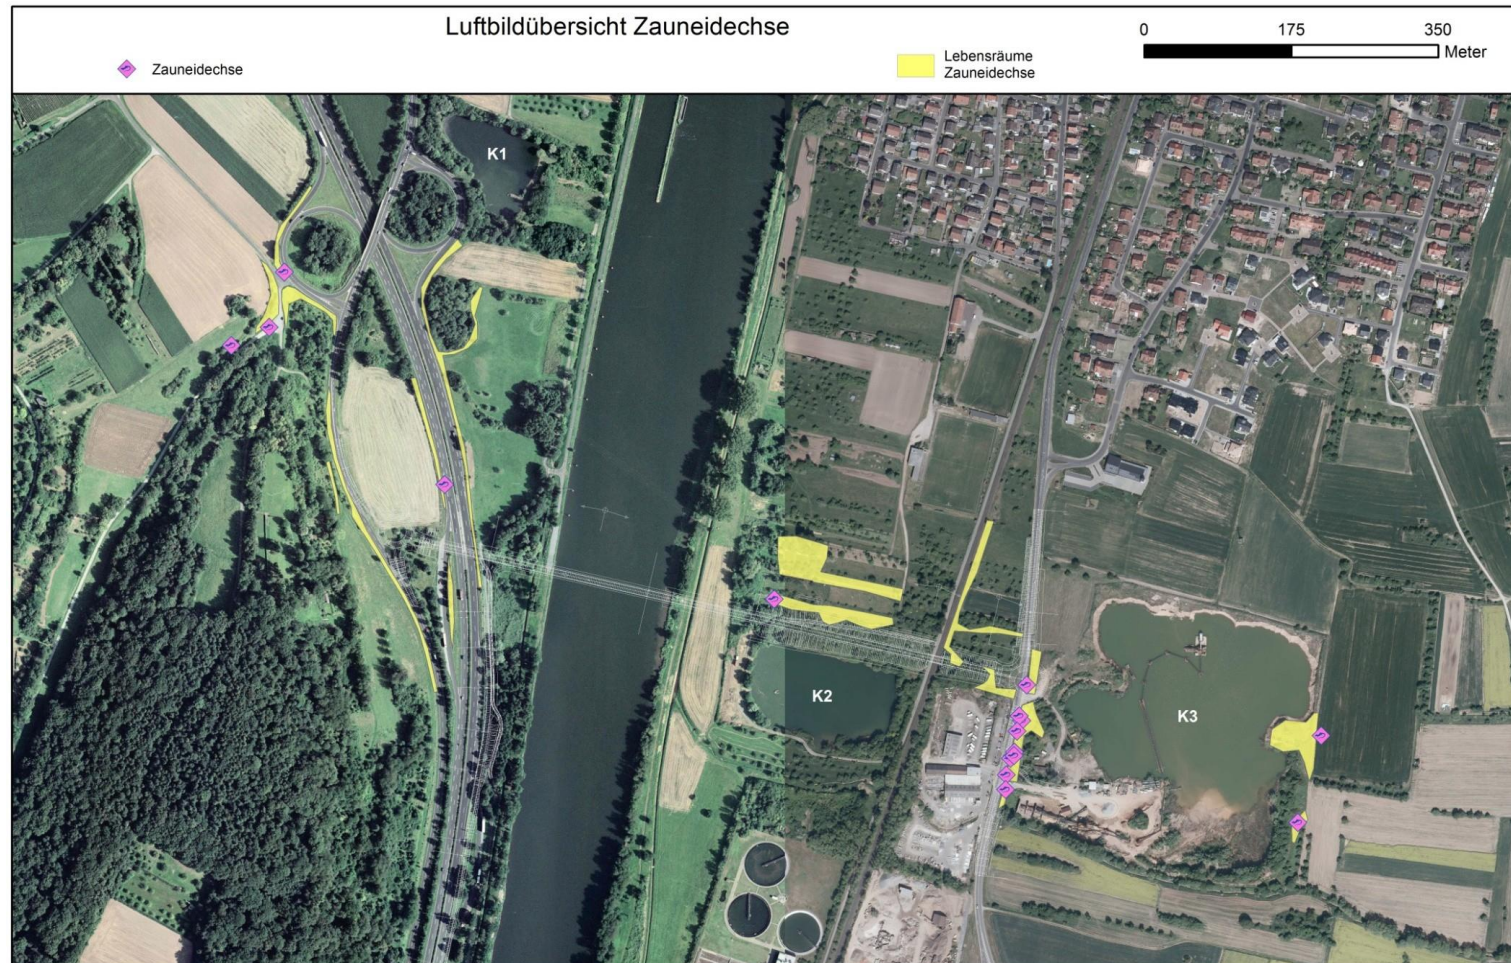 Luftbildübersicht Zauneidechse
Zauneidechse
Lebensräume
Zauneidechse
0 175 350
Meter
K1
K2
K3